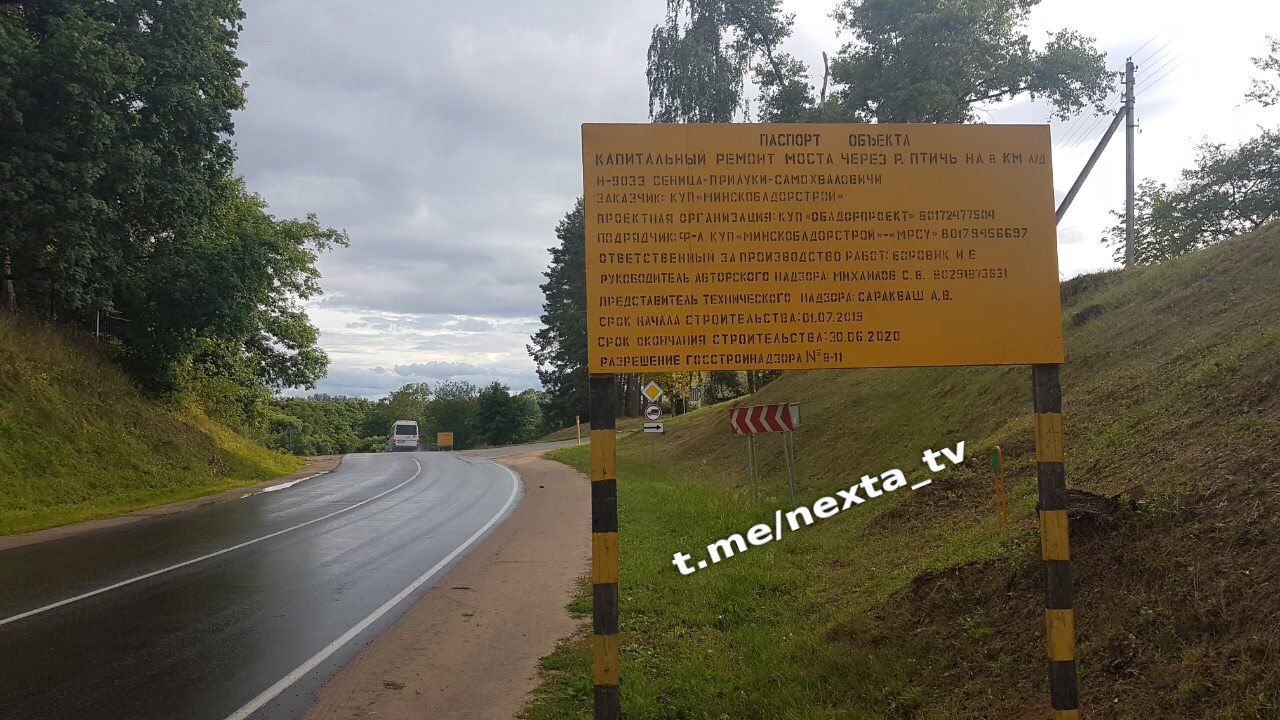 ПАСПОРТ ОБЪЕКТА
КАПИТАЛЬНЫЙ РЕМОНТ МОСТА ЧЕРЕЗ Р. ПТИЧЬ НА 8 КМ А/Д
Н-9033 СЕНИЦА-ПРИЛУКИ-САМОХВАЛОВИЧИ
ЗАКАЗЧИК: КУП«МИНСКОБЛДОРСТРОЙ»
ПРОЕКТНАЯ ОРГАНИЗАЦИЯ: КУП «ОБЛДОРПРОЕКТ» 80172477504
ПОДРЯДЧИК: Ф-Л КУП«МИНСКОБЛДОРСТРОЙ»-«МРСУ» 80179456697
ОТВЕТСТВЕННЫЙ ЗА ПРОИЗВОДСТВО РАБОТ: БОРОВИК И.Е
РУКОВОДИТЕЛЬ АВТОРСКОГО НАДЗОРА: МИХАЙЛОВ С. В. 80291873631
ПРЕДСТАВИТЕЛЬ ТЕХНИЧЕСКОГО НАДЗОРА: САРАКВАШ А.В.
СРОК НАЧАЛА СТРОИТЕЛЬСТВА: 01.07.2019
СРОК ОКОНЧАНИЯ СТРОИТЕЛЬСТВА: 30.06.2020
РАЗРЕШЕНИЕ ГОССТРОЙНАДЗОРА №9-11
t.me/nexta_tv